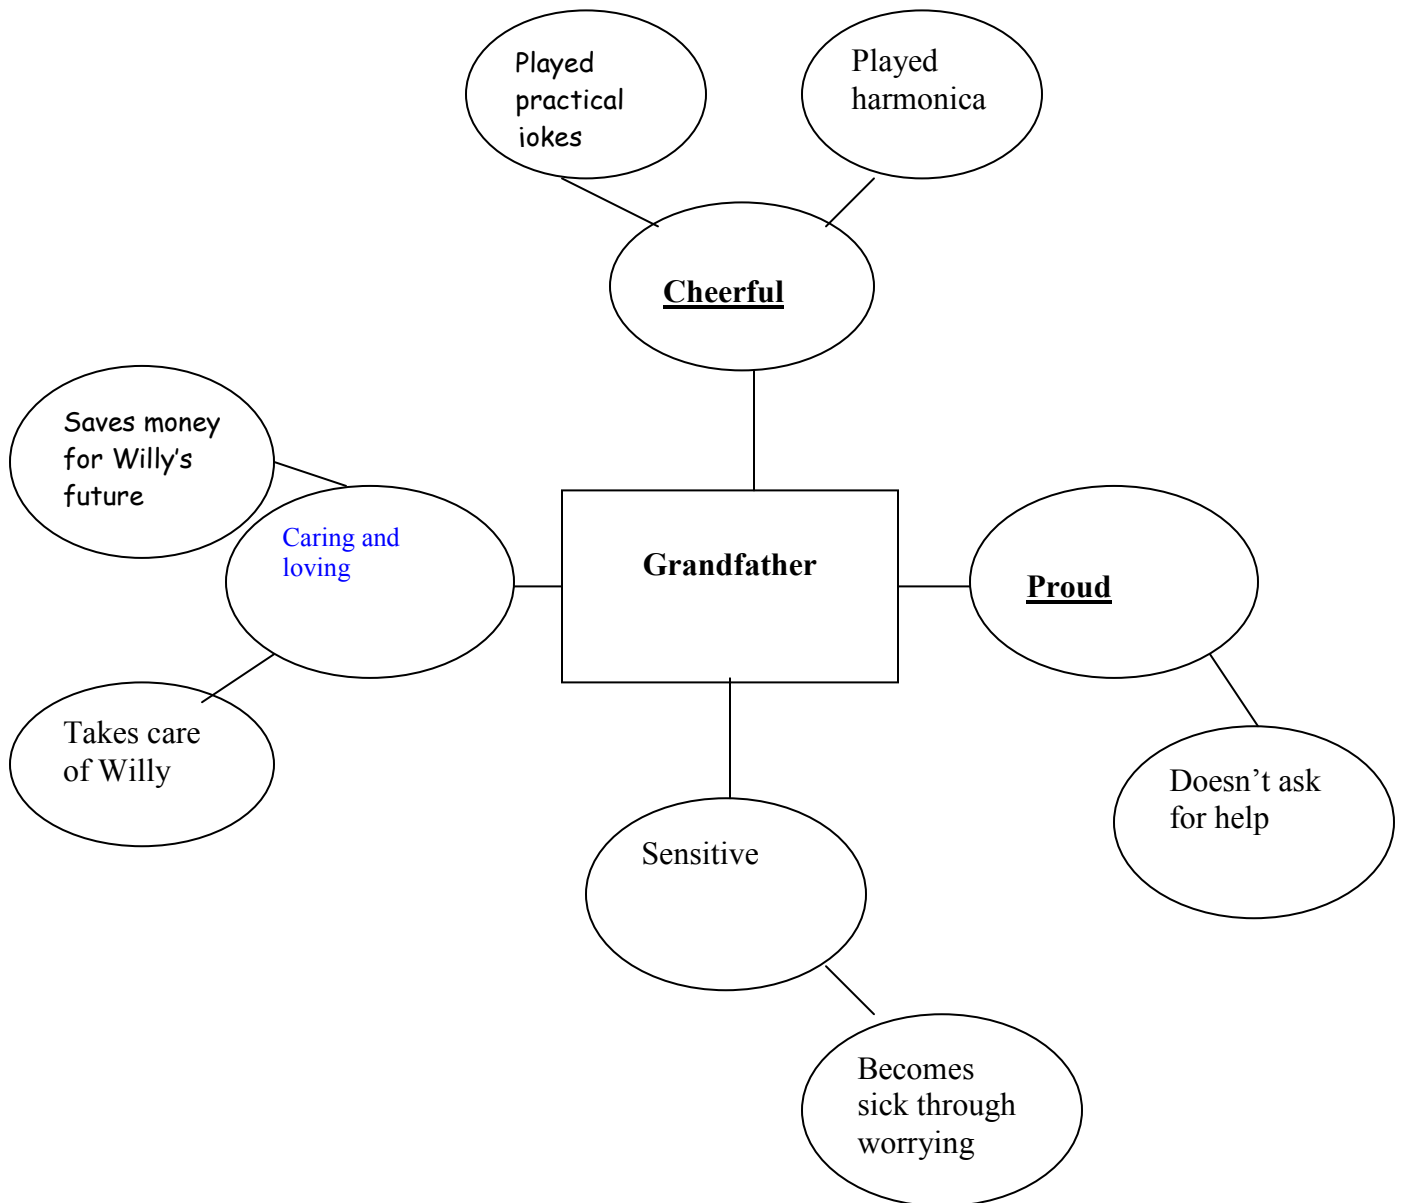 Played
practical
iokes
Played
harmonica
Cheerful
Saves money
for Willy's
future
Caring and
loving
Grandfather
Proud
Takes care
of Willy
Doesn't ask
for help
Sensitive
Becomes
sick through
worrying